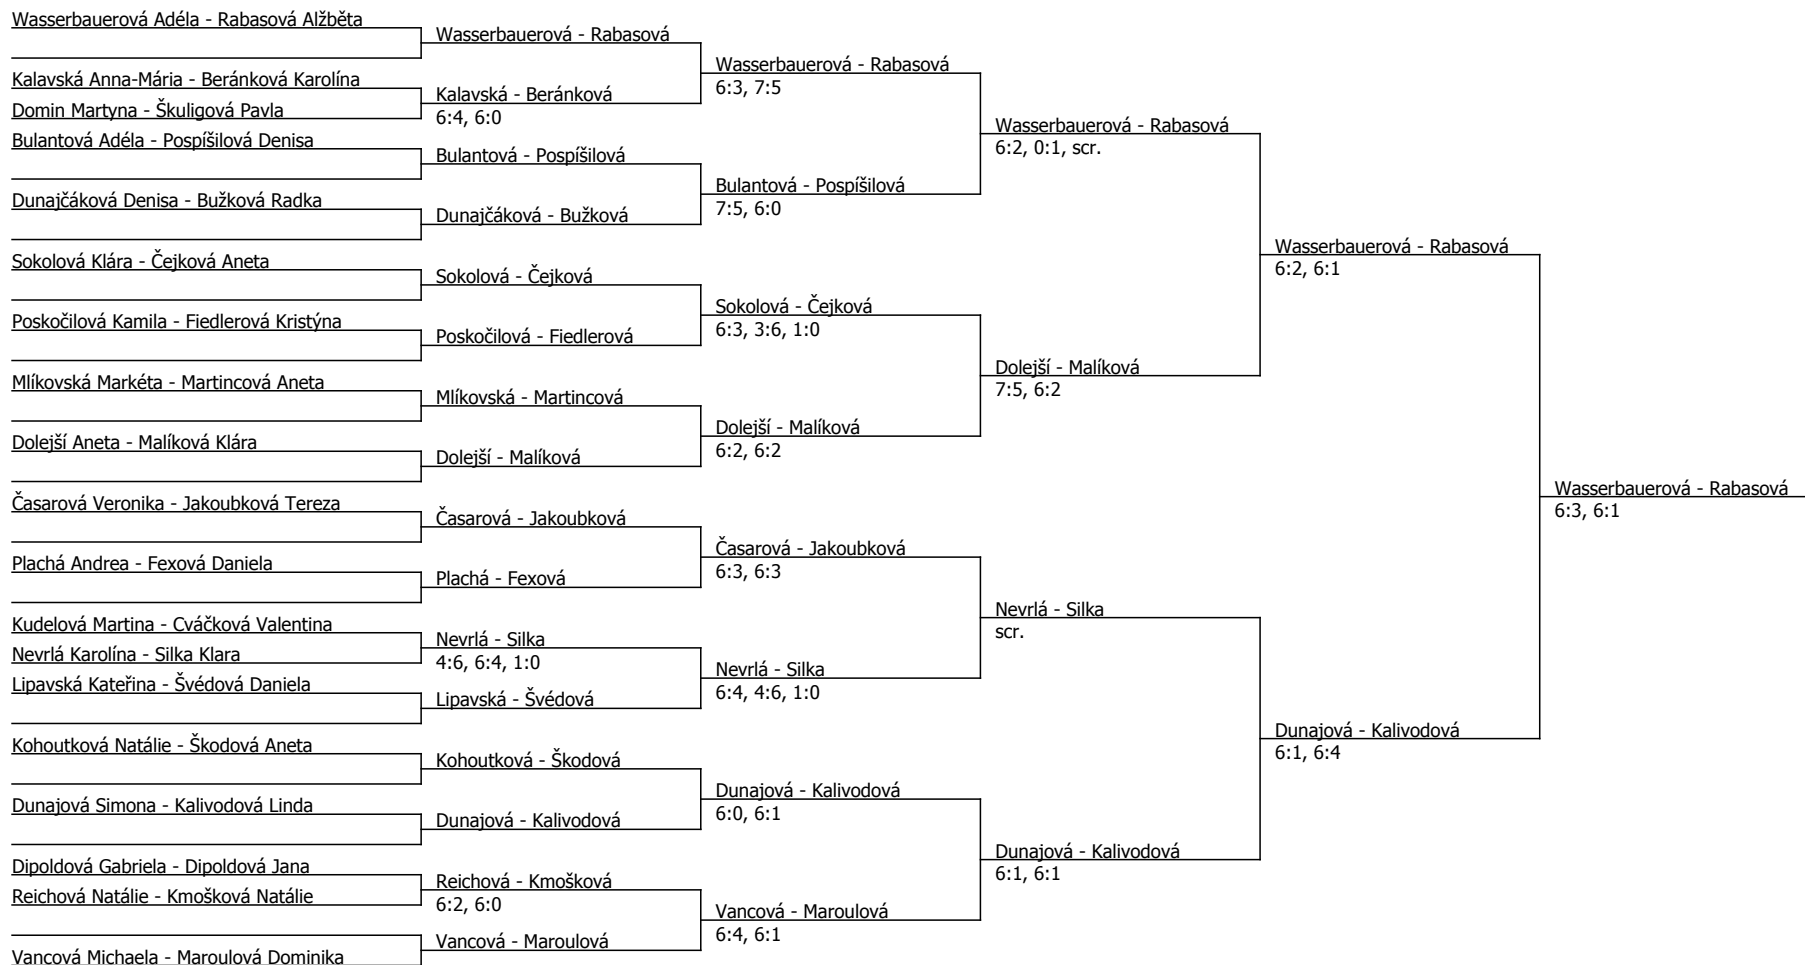 Wasserbauerová Adéla - Rabasová Alžběta
Kalavská Anna-Mária - Beránková Karolína
Domin Martyna - Škuligová Pavla
Bulantová Adéla - Pospíšilová Denisa
Dunajčáková Denisa - Bužková Radka
Sokolová Klára - Čejková Aneta
Poskočilová Kamila - Fiedlerová Kristýna
Mlíkovská Markéta - Martincová Aneta
Dolejší Aneta - Malíková Klára
Časarová Veronika - Jakoubková Tereza
Plachá Andrea - Fexová Daniela
Kudelová Martina - Cváčková Valentina
Nevrlá Karolína - Silka Klara
Lipavská Kateřina - Švédová Daniela
Kohoutková Natálie - Škodová Aneta
Dunajová Simona - Kalivodová Linda
Dipoldová Gabriela - Dipoldová Jana
Reichová Natálie - Kmošková Natálie
Vancová Michaela - Maroulová Dominika
Wasserbauerová - Rabasová
Kalavská - Beránková
6:4, 6:0
Bulantová - Pospíšilová
Dunajčáková - Bužková
Sokolová - Čejková
Poskočilová - Fiedlerová
Mlíkovská - Martincová
Dolejší - Malíková
Časarová - Jakoubková
Plachá - Fexová
Nevrlá - Silka
4:6, 6:4, 1:0
Lipavská - Švédová
Kohoutková - Škodová
Dunajová - Kalivodová
Reichová - Kmošková
6:2, 6:0
Vancová - Maroulová
Wasserbauerová - Rabasová
6:3, 7:5
Bulantová - Pospíšilová
7:5, 6:0
Sokolová - Čejková
6:3, 3:6, 1:0
Dolejší - Malíková
6:2, 6:2
Časarová - Jakoubková
6:3, 6:3
Nevrlá - Silka
6:4, 4:6, 1:0
Dunajová - Kalivodová
6:0, 6:1
Vancová - Maroulová
6:4, 6:1
Wasserbauerová - Rabasová
6:2, 0:1, scr.
Dolejší - Malíková
7:5, 6:2
Nevrlá - Silka
scr.
Dunajová - Kalivodová
6:1, 6:1
Wasserbauerová - Rabasová
6:2, 6:1
Dunajová - Kalivodová
6:1, 6:4
Wasserbauerová - Rabasová
6:3, 6:1